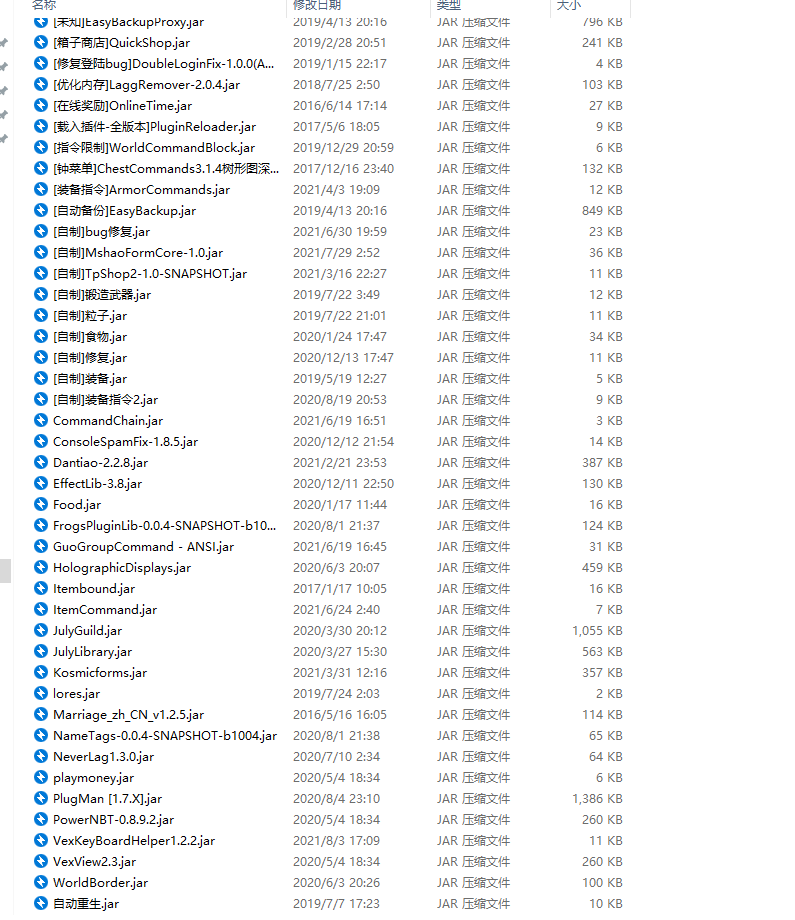 名称 修改日期 类型 大小
[未知]EasyBackupProxy.jar 2019/4/13 20:16 JAR 压缩文件 796 KB
[箱子商店]QuickShop.jar 2019/2/28 20:51 JAR 压缩文件 241 KB
[修复登陆bug]DoubleLoginFix-1.0.0(A... 2019/1/15 22:17 JAR 压缩文件 4 KB
[优化内存]LaggRemover-2.0.4.jar 2018/7/25 2:50 JAR 压缩文件 103 KB
[在线奖励]OnlineTime.jar 2016/6/14 17:14 JAR 压缩文件 27 KB
[载入插件-全版本]PluginReloader.jar 2017/5/6 18:05 JAR 压缩文件 9 KB
[指令限制]WorldCommandBlock.jar 2019/12/29 20:59 JAR 压缩文件 6 KB
[钟菜单]ChestCommands3.1.4树形图深... 2017/12/16 23:40 JAR 压缩文件 132 KB
[装备指令]ArmorCommands.jar 2021/4/3 19:09 JAR 压缩文件 12 KB
[自动备份]EasyBackup.jar 2019/4/13 20:16 JAR 压缩文件 849 KB
[自制]bug修复.jar 2021/6/30 19:59 JAR 压缩文件 23 KB
[自制]MshaoFormCore-1.0.jar 2021/7/29 2:52 JAR 压缩文件 36 KB
[自制]TpShop2-1.0-SNAPSHOT.jar 2021/3/16 22:27 JAR 压缩文件 11 KB
[自制]锻造武器.jar 2019/7/22 3:49 JAR 压缩文件 12 KB
[自制]粒子.jar 2019/7/22 21:01 JAR 压缩文件 11 KB
[自制]食物.jar 2020/1/24 17:47 JAR 压缩文件 34 KB
[自制]修复.jar 2020/12/13 17:47 JAR 压缩文件 11 KB
[自制]装备.jar 2019/5/19 12:27 JAR 压缩文件 5 KB
[自制]装备指令2.jar 2020/8/19 20:53 JAR 压缩文件 9 KB
CommandChain.jar 2021/6/19 16:51 JAR 压缩文件 3 KB
ConsoleSpamFix-1.8.5.jar 2020/12/12 21:54 JAR 压缩文件 14 KB
Dantiao-2.2.8.jar 2021/2/21 23:53 JAR 压缩文件 387 KB
EffectLib-3.8.jar 2020/12/11 22:50 JAR 压缩文件 130 KB
Food.jar 2020/1/17 11:44 JAR 压缩文件 16 KB
FrogsPluginLib-0.0.4-SNAPSHOT-b10... 2020/8/1 21:37 JAR 压缩文件 124 KB
GuoGroupCommand - ANSI.jar 2021/6/19 16:45 JAR 压缩文件 31 KB
HolographicDisplays.jar 2020/6/3 20:07 JAR 压缩文件 459 KB
Itembound.jar 2017/1/17 10:05 JAR 压缩文件 16 KB
ItemCommand.jar 2021/6/24 2:40 JAR 压缩文件 7 KB
JulyGuild.jar 2020/3/30 20:12 JAR 压缩文件 1,055 KB
JulyLibrary.jar 2020/3/27 15:30 JAR 压缩文件 563 KB
Kosmicforms.jar 2021/3/31 12:16 JAR 压缩文件 357 KB
lores.jar 2019/7/24 2:03 JAR 压缩文件 2 KB
Marriage_zh_CN_v1.2.5.jar 2016/5/16 16:05 JAR 压缩文件 114 KB
NameTags-0.0.4-SNAPSHOT-b1004.jar 2020/8/1 21:38 JAR 压缩文件 65 KB
NeverLag1.3.0.jar 2020/7/10 2:34 JAR 压缩文件 64 KB
playmoney.jar 2020/5/4 18:34 JAR 压缩文件 6 KB
PlugMan [1.7.X].jar 2020/8/4 23:10 JAR 压缩文件 1,386 KB
PowerNBT-0.8.9.2.jar 2020/5/4 18:34 JAR 压缩文件 260 KB
VexKeyBoardHelper1.2.2.jar 2021/8/3 17:09 JAR 压缩文件 11 KB
VexView2.3.jar 2020/5/4 18:34 JAR 压缩文件 260 KB
WorldBorder.jar 2020/6/3 20:26 JAR 压缩文件 100 KB
自动重生.jar 2019/7/7 17:23 JAR 压缩文件 10 KB